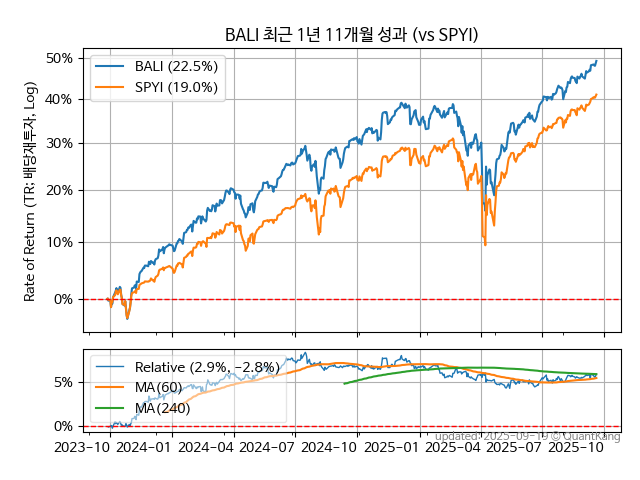 BALI 최근 1년 11개월 성과 (vs SPYI)
BALI (22.5%)
SPYI (19.0%)
50%
40%
30%
20%
10%
0%
Rate of Return (TR: 배당재투자, Log)
Relative (2.9%, -2.8%)
MA(60)
MA(240)
5%
0%
2023-10 2024-01 2024-04 2024-07 2024-10 2025-01 2025-04 2025-07 2025-10
updated: 2025-09-19 © QuantKang